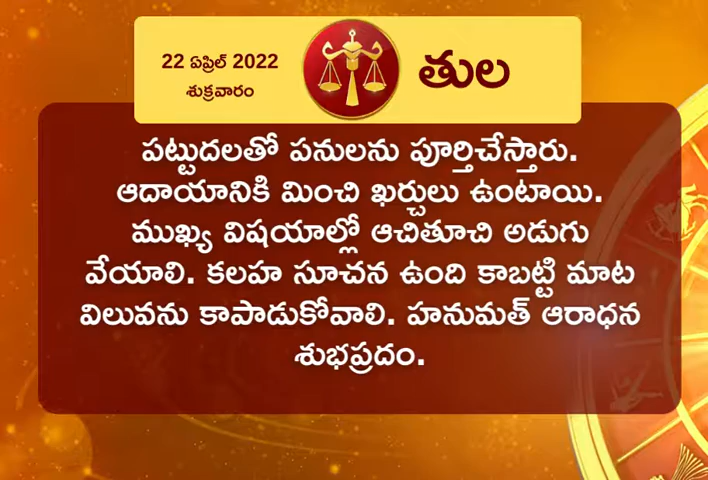 22 ఏప్రిల్ 2022
శుక్రవారం
తుల
పట్టుదలతో పనులను పూర్తిచేస్తారు.
ఆదాయానికి మించి ఖర్చులు ఉంటాయి.
ముఖ్య విషయాల్లో ఆచితూచి అడుగు
వేయాలి. కలహ సూచన ఉంది కాబట్టి మాట
విలువను కాపాడుకోవాలి. హనుమత్ ఆరాధన
శుభప్రదం.